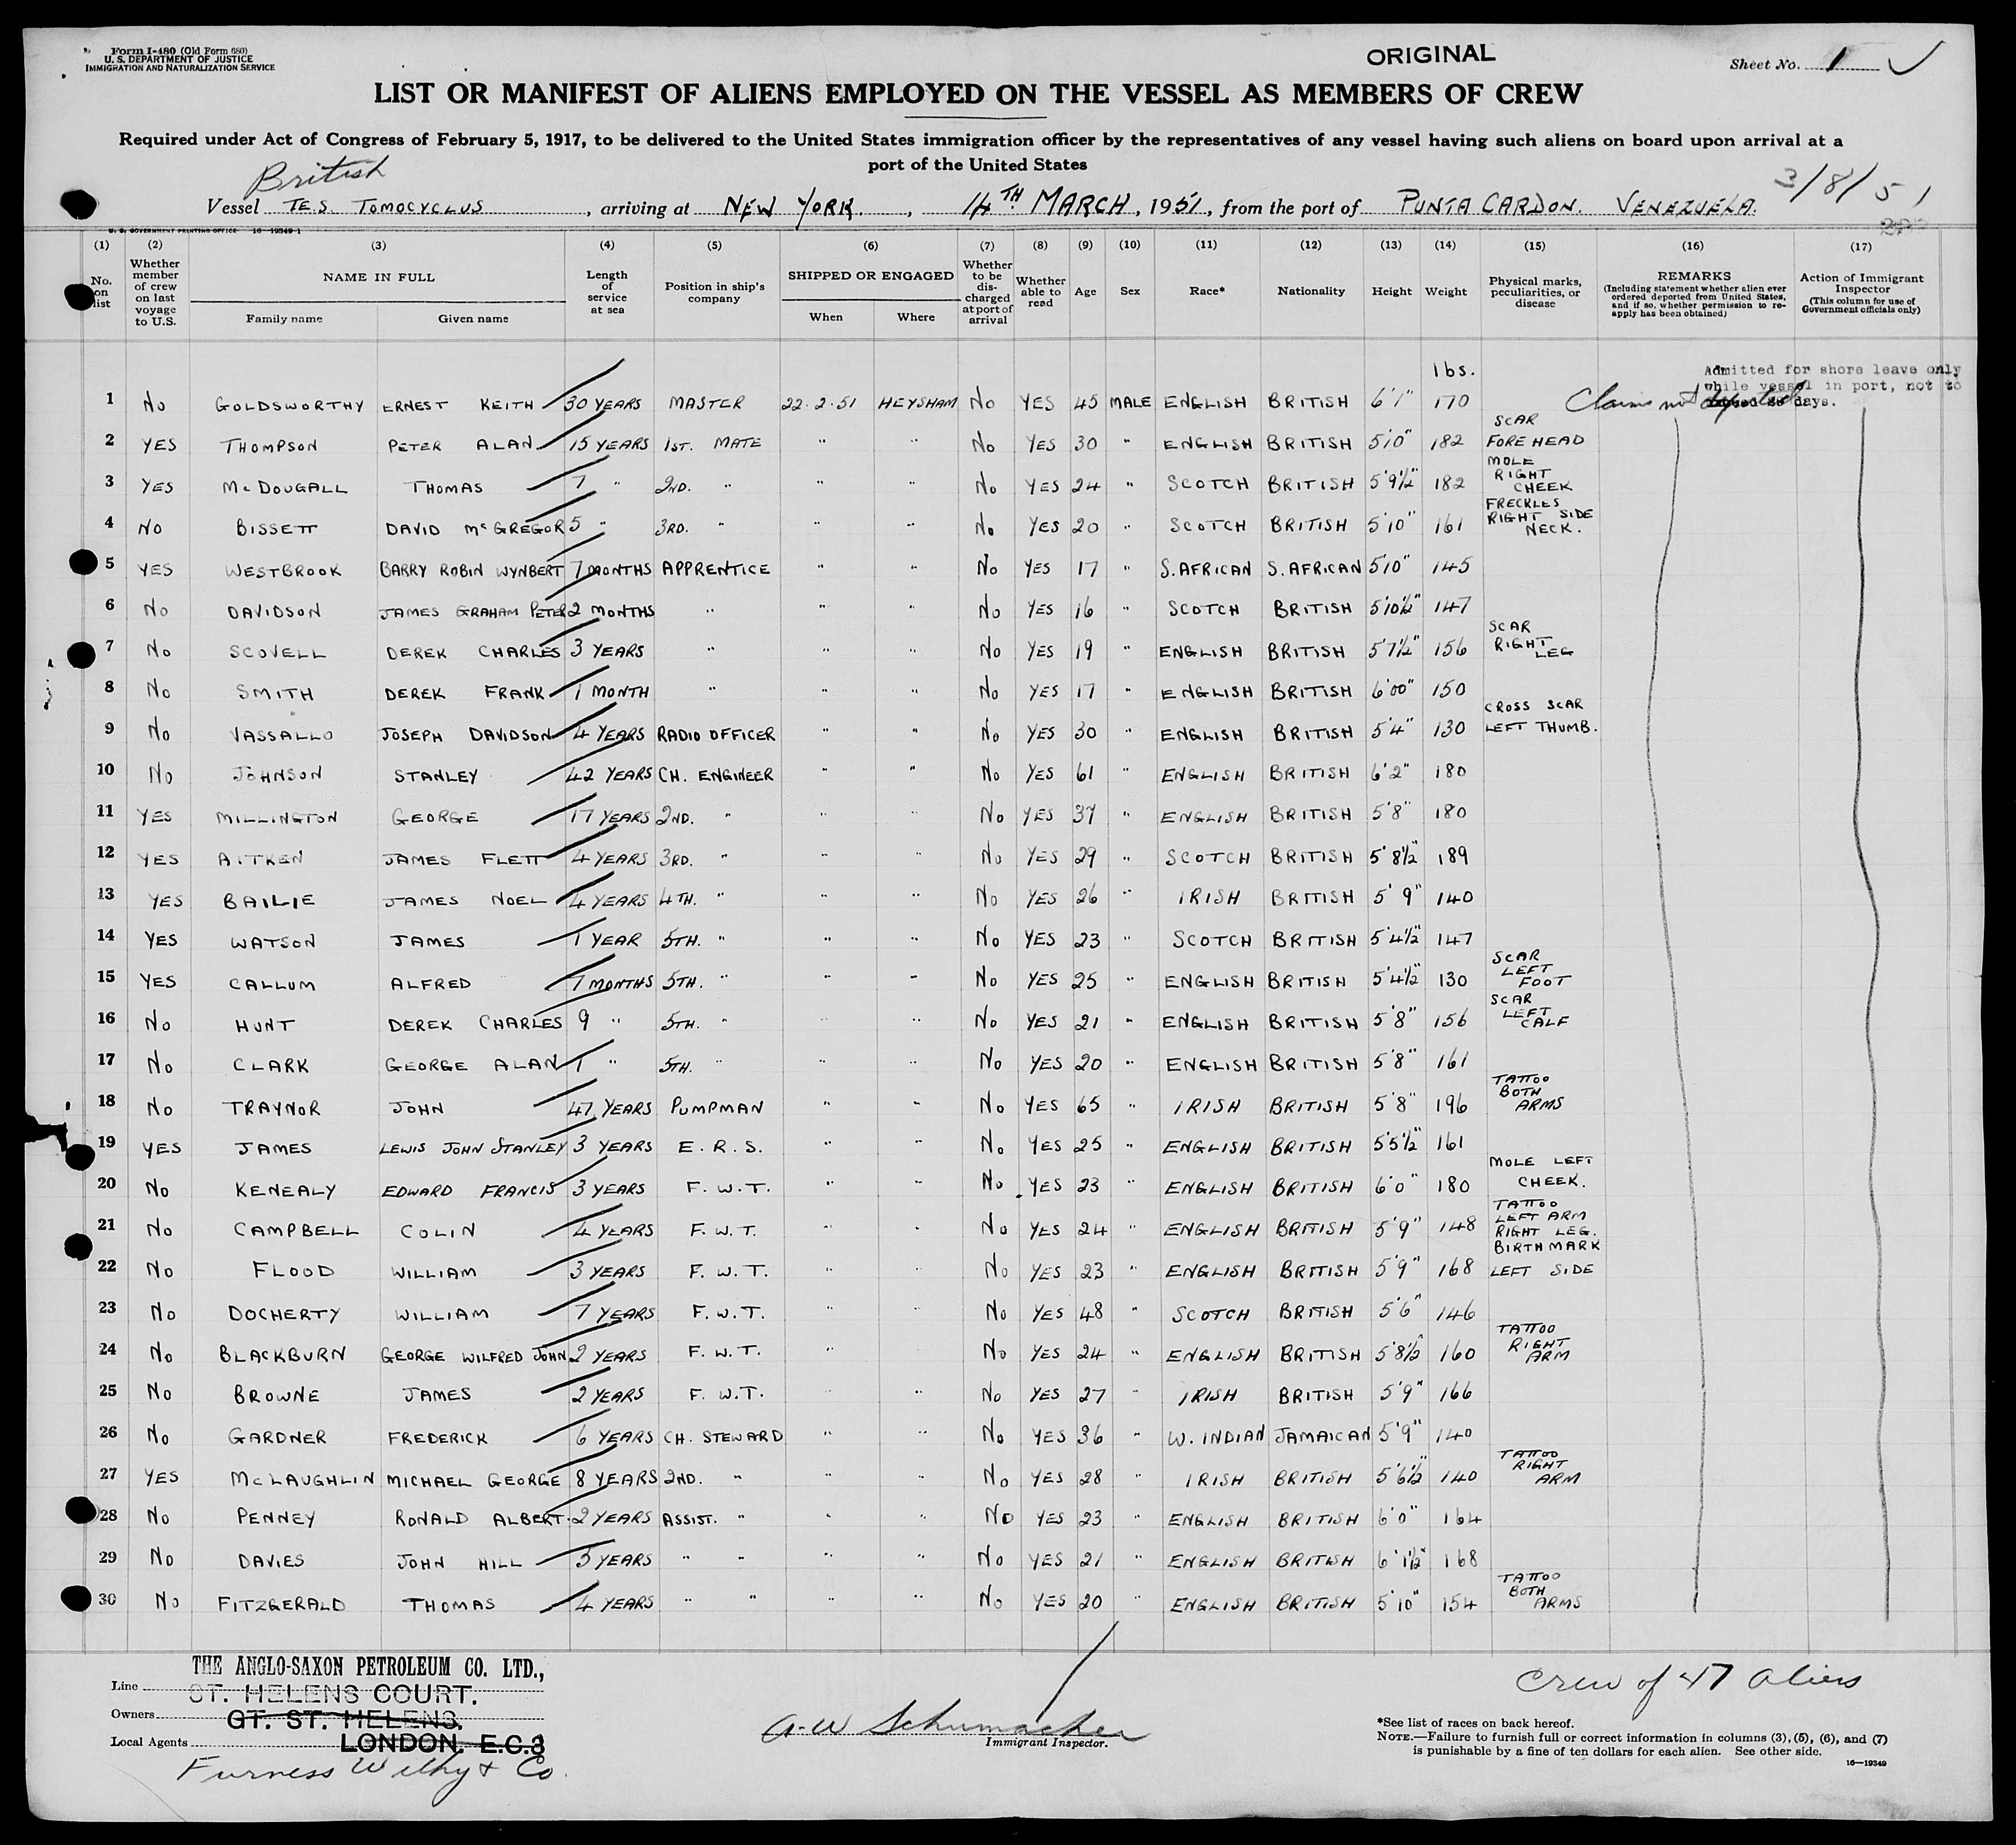 Form I-480 (Old Form 680)
U. S. DEPARTMENT OF JUSTICE
IMMIGRATION AND NATURALIZATION SERVICE
ORIGINAL
Sheet No. 1
LIST OR MANIFEST OF ALIENS EMPLOYED ON THE VESSEL AS MEMBERS OF CREW
Required under Act of Congress of February 5, 1917, to be delivered to the United States immigration officer by the representatives of any vessel having such aliens on board upon arrival at a
port of the United States
British
3/8/51
Vessel T.E.S. TOMOCYCLUS, arriving at NEW YORK, 14TH MARCH, 1951, from the port of PUNTA CARDON. VENEZUELA.
U. S. GOVERNMENT PRINTING OFFICE 16—19349-1
(1) (2) (3) (4) (5) (6) (7) (8) (9) (10) (11) (12) (13) (14) (15) (16) (17)
No. on list
Whether member of crew on last voyage to U.S.
NAME IN FULL
Family name
Given name
Length of service at sea
Position in ship's company
SHIPPED OR ENGAGED
When
Where
Whether to be discharged at port of arrival
Whether able to read
Age
Sex
Race*
Nationality
Height
Weight
Physical marks, peculiarities, or disease
REMARKS
(Including statement whether alien ever ordered deported from United States, and if so, whether permission to reapply has been obtained)
Action of Immigrant Inspector
(This column for use of Government officials only)
lbs.
Admitted for shore leave only
while vessel in port, not to
days.
Claims not deported
1 No GOLDSWORTHY ERNEST KEITH 30 YEARS MASTER 22.2.51 HEYSHAM No YES 45 MALE ENGLISH BRITISH 6'1" 170
2 YES THOMPSON PETER ALAN 15 YEARS 1ST. MATE " " No YES 30 " ENGLISH BRITISH 5'10" 182 SCAR FOREHEAD
3 YES McDOUGALL THOMAS 7 " 2ND. " " " No YES 24 " SCOTCH BRITISH 5'9½" 182 MOLE RIGHT CHEEK
4 No BISSETT DAVID McGREGOR 5 " 3RD. " " " No YES 20 " SCOTCH BRITISH 5'10" 161 FRECKLES RIGHT SIDE NECK.
5 YES WESTBROOK BARRY ROBIN WYNBERT 7 MONTHS APPRENTICE " " No YES 17 " S. AFRICAN S. AFRICAN 5'10" 145
6 No DAVIDSON JAMES GRAHAM PETER 2 MONTHS " " " No YES 16 " SCOTCH BRITISH 5'10½" 147
7 No SCOVELL DEREK CHARLES 3 YEARS " " " No YES 19 " ENGLISH BRITISH 5'7½" 156 SCAR RIGHT LEG
8 No SMITH DEREK FRANK 1 MONTH " " " No YES 17 " ENGLISH BRITISH 6'00" 150
9 No VASSALLO JOSEPH DAVIDSON 4 YEARS RADIO OFFICER " " No YES 30 " ENGLISH BRITISH 5'4" 130 CROSS SCAR LEFT THUMB.
10 No JOHNSON STANLEY 42 YEARS CH. ENGINEER " " No YES 61 " ENGLISH BRITISH 6'2" 180
11 YES MILLINGTON GEORGE 17 YEARS 2ND. " " " No YES 37 " ENGLISH BRITISH 5'8" 180
12 YES AITKEN JAMES FLETT 4 YEARS 3RD. " " " No YES 29 " SCOTCH BRITISH 5'8½" 189
13 YES BAILIE JAMES NOEL 4 YEARS 4TH. " " " No YES 26 " IRISH BRITISH 5'9" 140
14 YES WATSON JAMES 1 YEAR 5TH. " " " No YES 23 " SCOTCH BRITISH 5'4½" 147
15 YES CALLUM ALFRED 7 MONTHS 5TH. " " " No YES 25 ENGLISH BRITISH 5'4½" 130 SCAR LEFT FOOT
16 No HUNT DEREK CHARLES 9 " 5TH. " " " No YES 21 " ENGLISH BRITISH 5'8" 156 SCAR LEFT CALF
17 No CLARK GEORGE ALAN 1 " 5TH. " " " No YES 20 " ENGLISH BRITISH 5'8" 161
18 No TRAYNOR JOHN 47 YEARS PUMPMAN " " No YES 65 " IRISH BRITISH 5'8" 196 TATTOO BOTH ARMS
19 YES JAMES LEWIS JOHN STANLEY 3 YEARS E.R.S. " " No YES 25 " ENGLISH BRITISH 5'5½" 161
20 No KENEALY EDWARD FRANCIS 3 YEARS F.W.T. " " No YES 23 " ENGLISH BRITISH 6'0" 180 MOLE LEFT CHEEK.
21 No CAMPBELL COLIN 4 YEARS F.W.T. " " No YES 24 " ENGLISH BRITISH 5'9" 148 TATTOO LEFT ARM RIGHT LEG.
22 No FLOOD WILLIAM 3 YEARS F.W.T. " " No YES 23 " ENGLISH BRITISH 5'9" 168 BIRTHMARK LEFT SIDE
23 No DOCHERTY WILLIAM 7 YEARS F.W.T. " " No YES 48 " SCOTCH BRITISH 5'6" 146
24 No BLACKBURN GEORGE WILFRED JOHN 2 YEARS F.W.T. " " No YES 24 " ENGLISH BRITISH 5'8½" 160 TATTOO RIGHT ARM
25 No BROWNE JAMES 2 YEARS F.W.T. " " No YES 27 " IRISH BRITISH 5'9" 166
26 No GARDNER FREDERICK 6 YEARS CH. STEWARD " " No YES 36 " W. INDIAN JAMAICAN 5'9" 140
27 YES McLAUGHLIN MICHAEL GEORGE 8 YEARS 2ND. " " " No YES 28 " IRISH BRITISH 5'6½" 140 TATTOO RIGHT ARM
28 No PENNEY RONALD ALBERT 2 YEARS ASSIST. " " " No YES 23 " ENGLISH BRITISH 6'0" 164
29 No DAVIES JOHN HILL 3 YEARS " " " " No YES 21 " ENGLISH BRITISH 6'1½" 168
30 No FITZGERALD THOMAS 4 YEARS " " " " No YES 20 " ENGLISH BRITISH 5'10" 154 TATTOO BOTH ARMS
THE ANGLO-SAXON PETROLEUM CO. LTD.,
Line ST. HELENS COURT.
Owners GT. ST. HELENS.
Local Agents LONDON. E.C.3
Furness Withy & Co.
A.W Schumacher
Immigrant Inspector.
Crew of 47 aliens
*See list of races on back hereof.
NOTE.—Failure to furnish full or correct information in columns (3), (5), (6), and (7)
is punishable by a fine of ten dollars for each alien. See other side.
16—19349